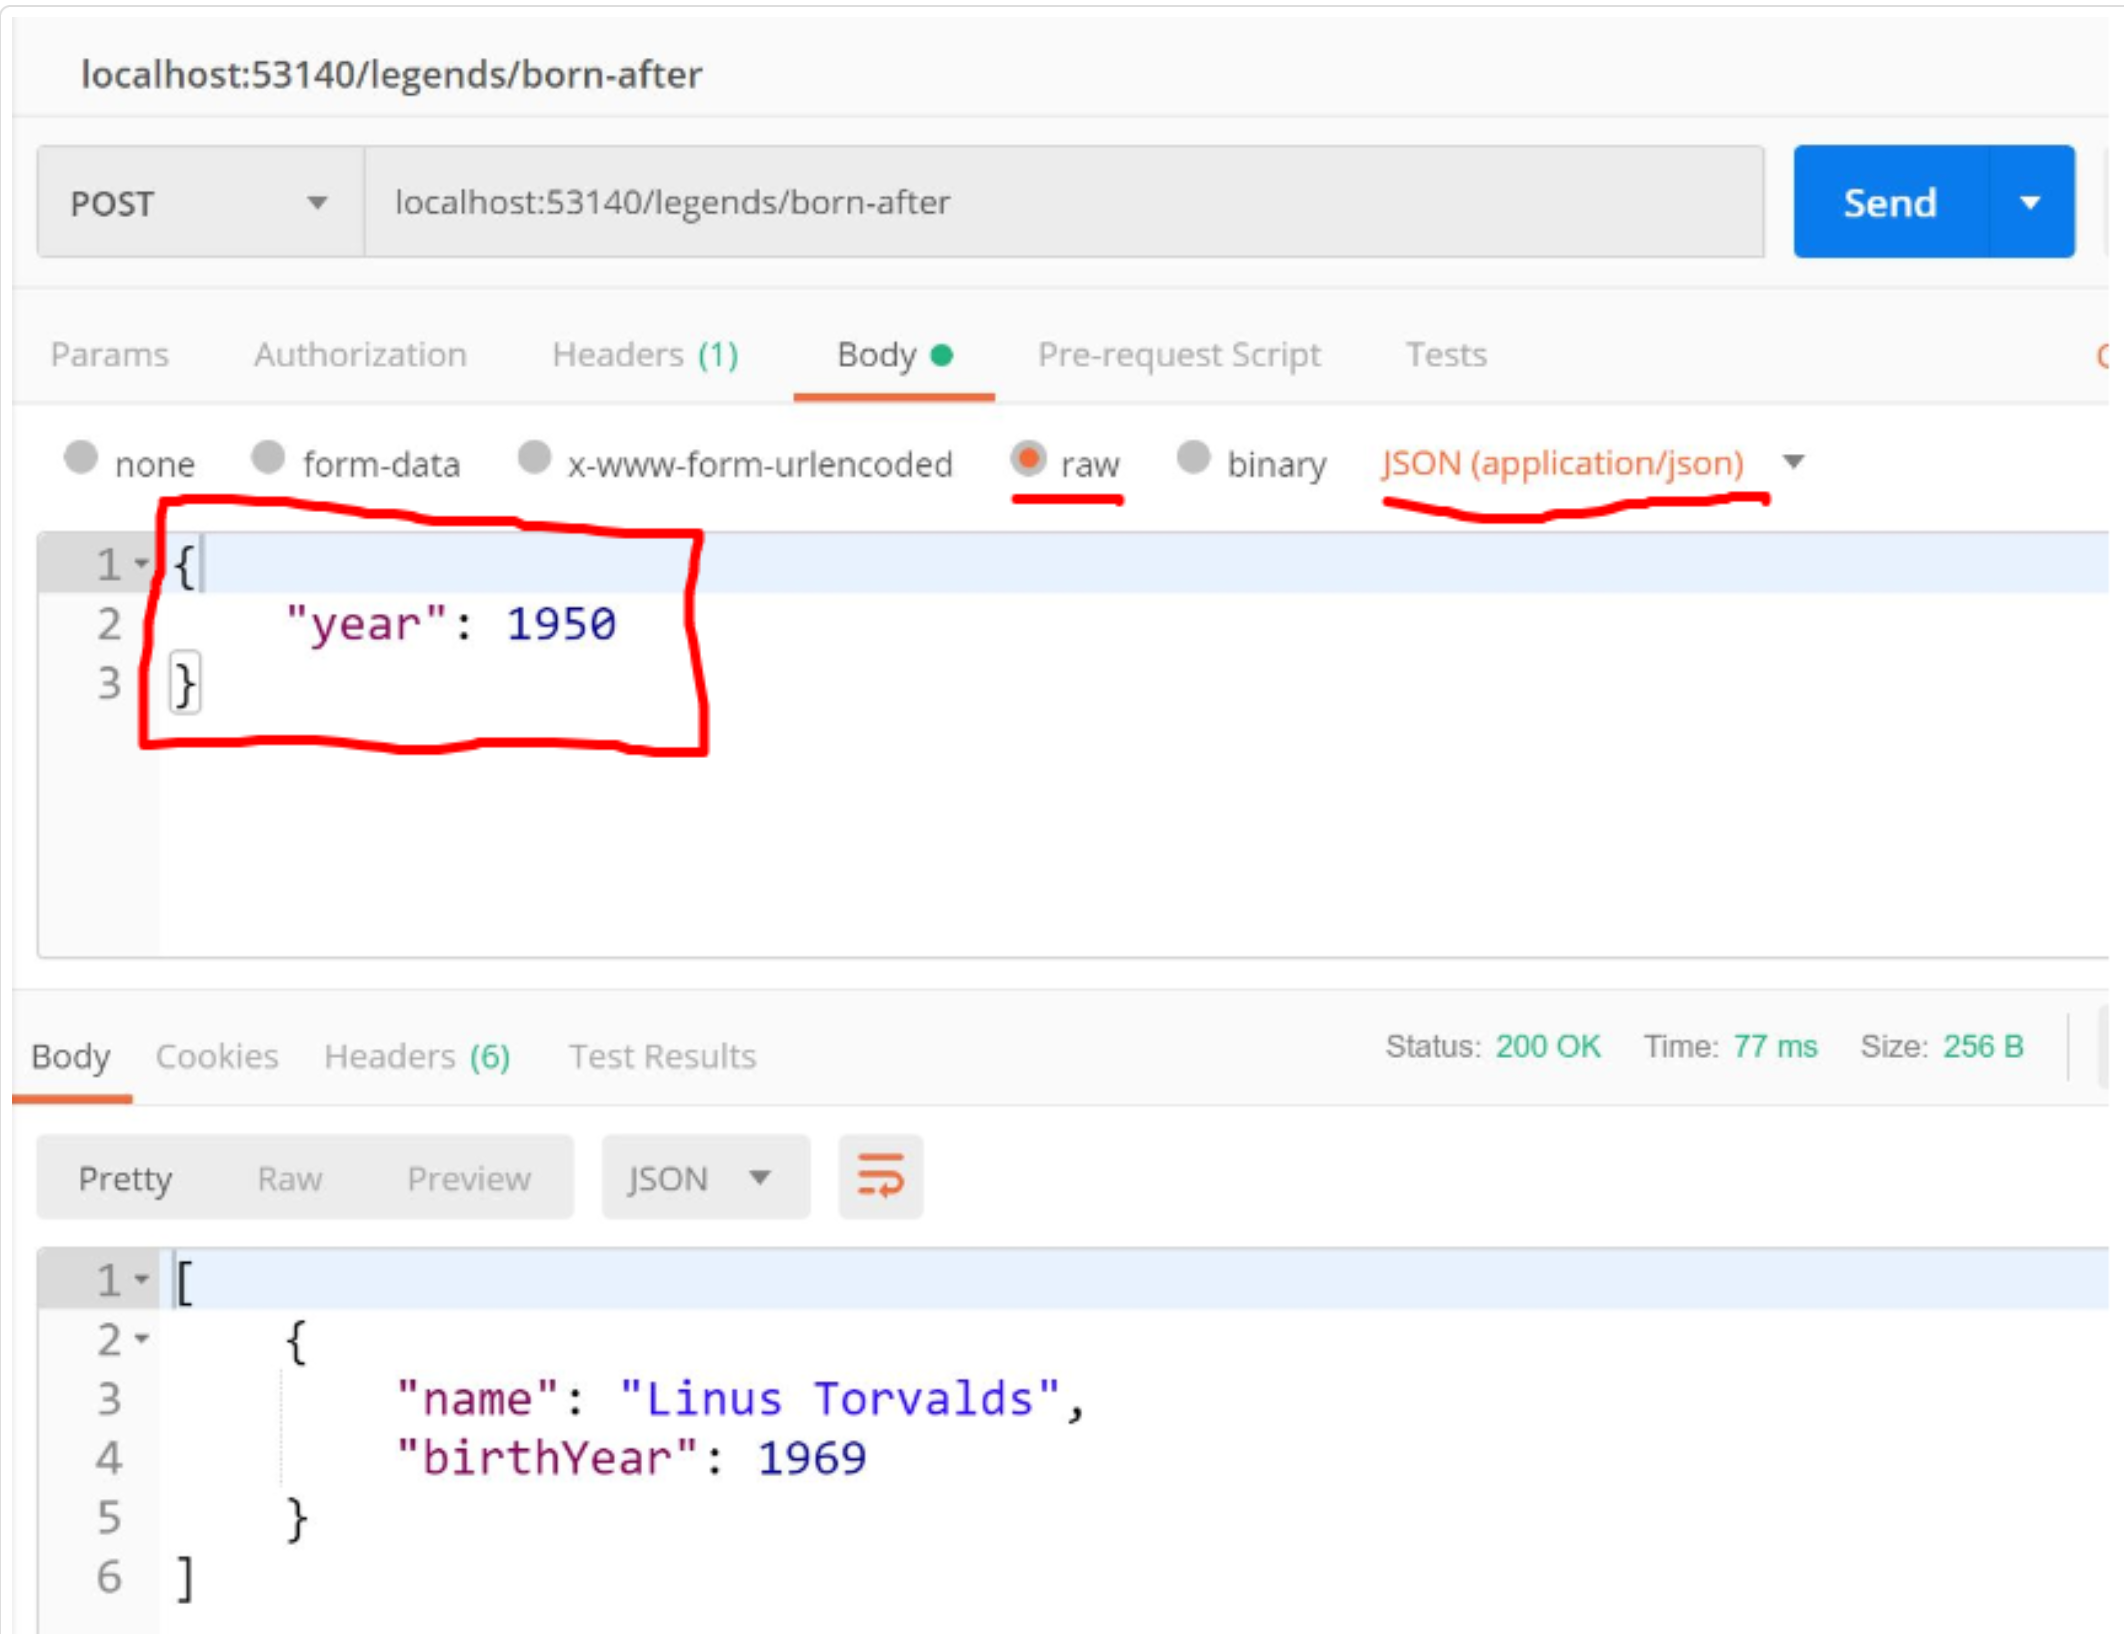 localhost:53140/legends/born-after
POST localhost:53140/legends/born-after Send
Params Authorization Headers (1) Body Pre-request Script Tests
none form-data x-www-form-urlencoded raw binary JSON (application/json)
1 {
2 "year": 1950
3 }
Body Cookies Headers (6) Test Results Status: 200 OK Time: 77 ms Size: 256 B
Pretty Raw Preview JSON
1 [
2 {
3 "name": "Linus Torvalds",
4 "birthYear": 1969
5 }
6 ]